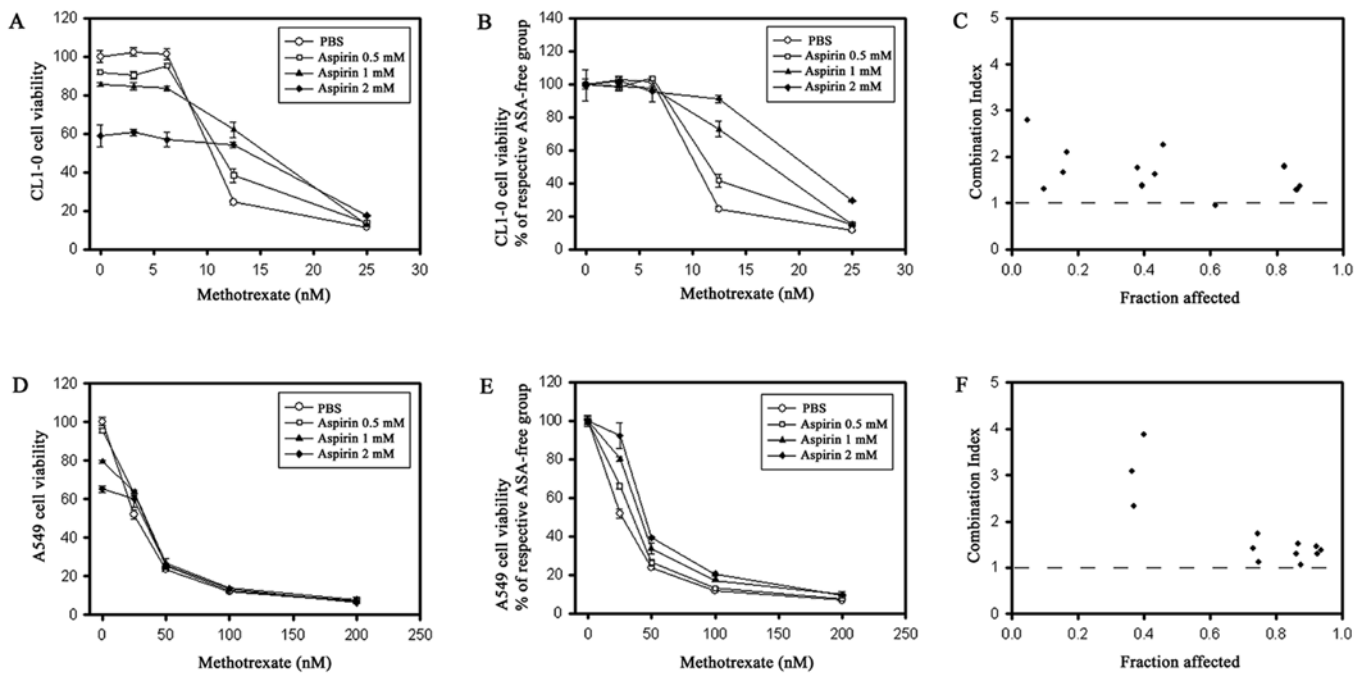 A
CL1-0 cell viability
120
100
80
60
40
20
0
0 5 10 15 20 25 30
Methotrexate (nM)
PBS
Aspirin 0.5 mM
Aspirin 1 mM
Aspirin 2 mM
B
CL1-0 cell viability
% of respective ASA-free group
140
120
100
80
60
40
20
0
0 5 10 15 20 25 30
Methotrexate (nM)
PBS
Aspirin 0.5 mM
Aspirin 1 mM
Aspirin 2 mM
C
Combination Index
5
4
3
2
1
0
0.0 0.2 0.4 0.6 0.8 1.0
Fraction affected
D
A549 cell viability
120
100
80
60
40
20
0
0 50 100 150 200 250
Methotrexate (nM)
PBS
Aspirin 0.5 mM
Aspirin 1 mM
Aspirin 2 mM
E
A549 cell viability
% of respective ASA-free group
120
100
80
60
40
20
0
0 50 100 150 200 250
Methotrexate (nM)
PBS
Aspirin 0.5 mM
Aspirin 1 mM
Aspirin 2 mM
F
Combination Index
5
4
3
2
1
0
0.0 0.2 0.4 0.6 0.8 1.0
Fraction affected